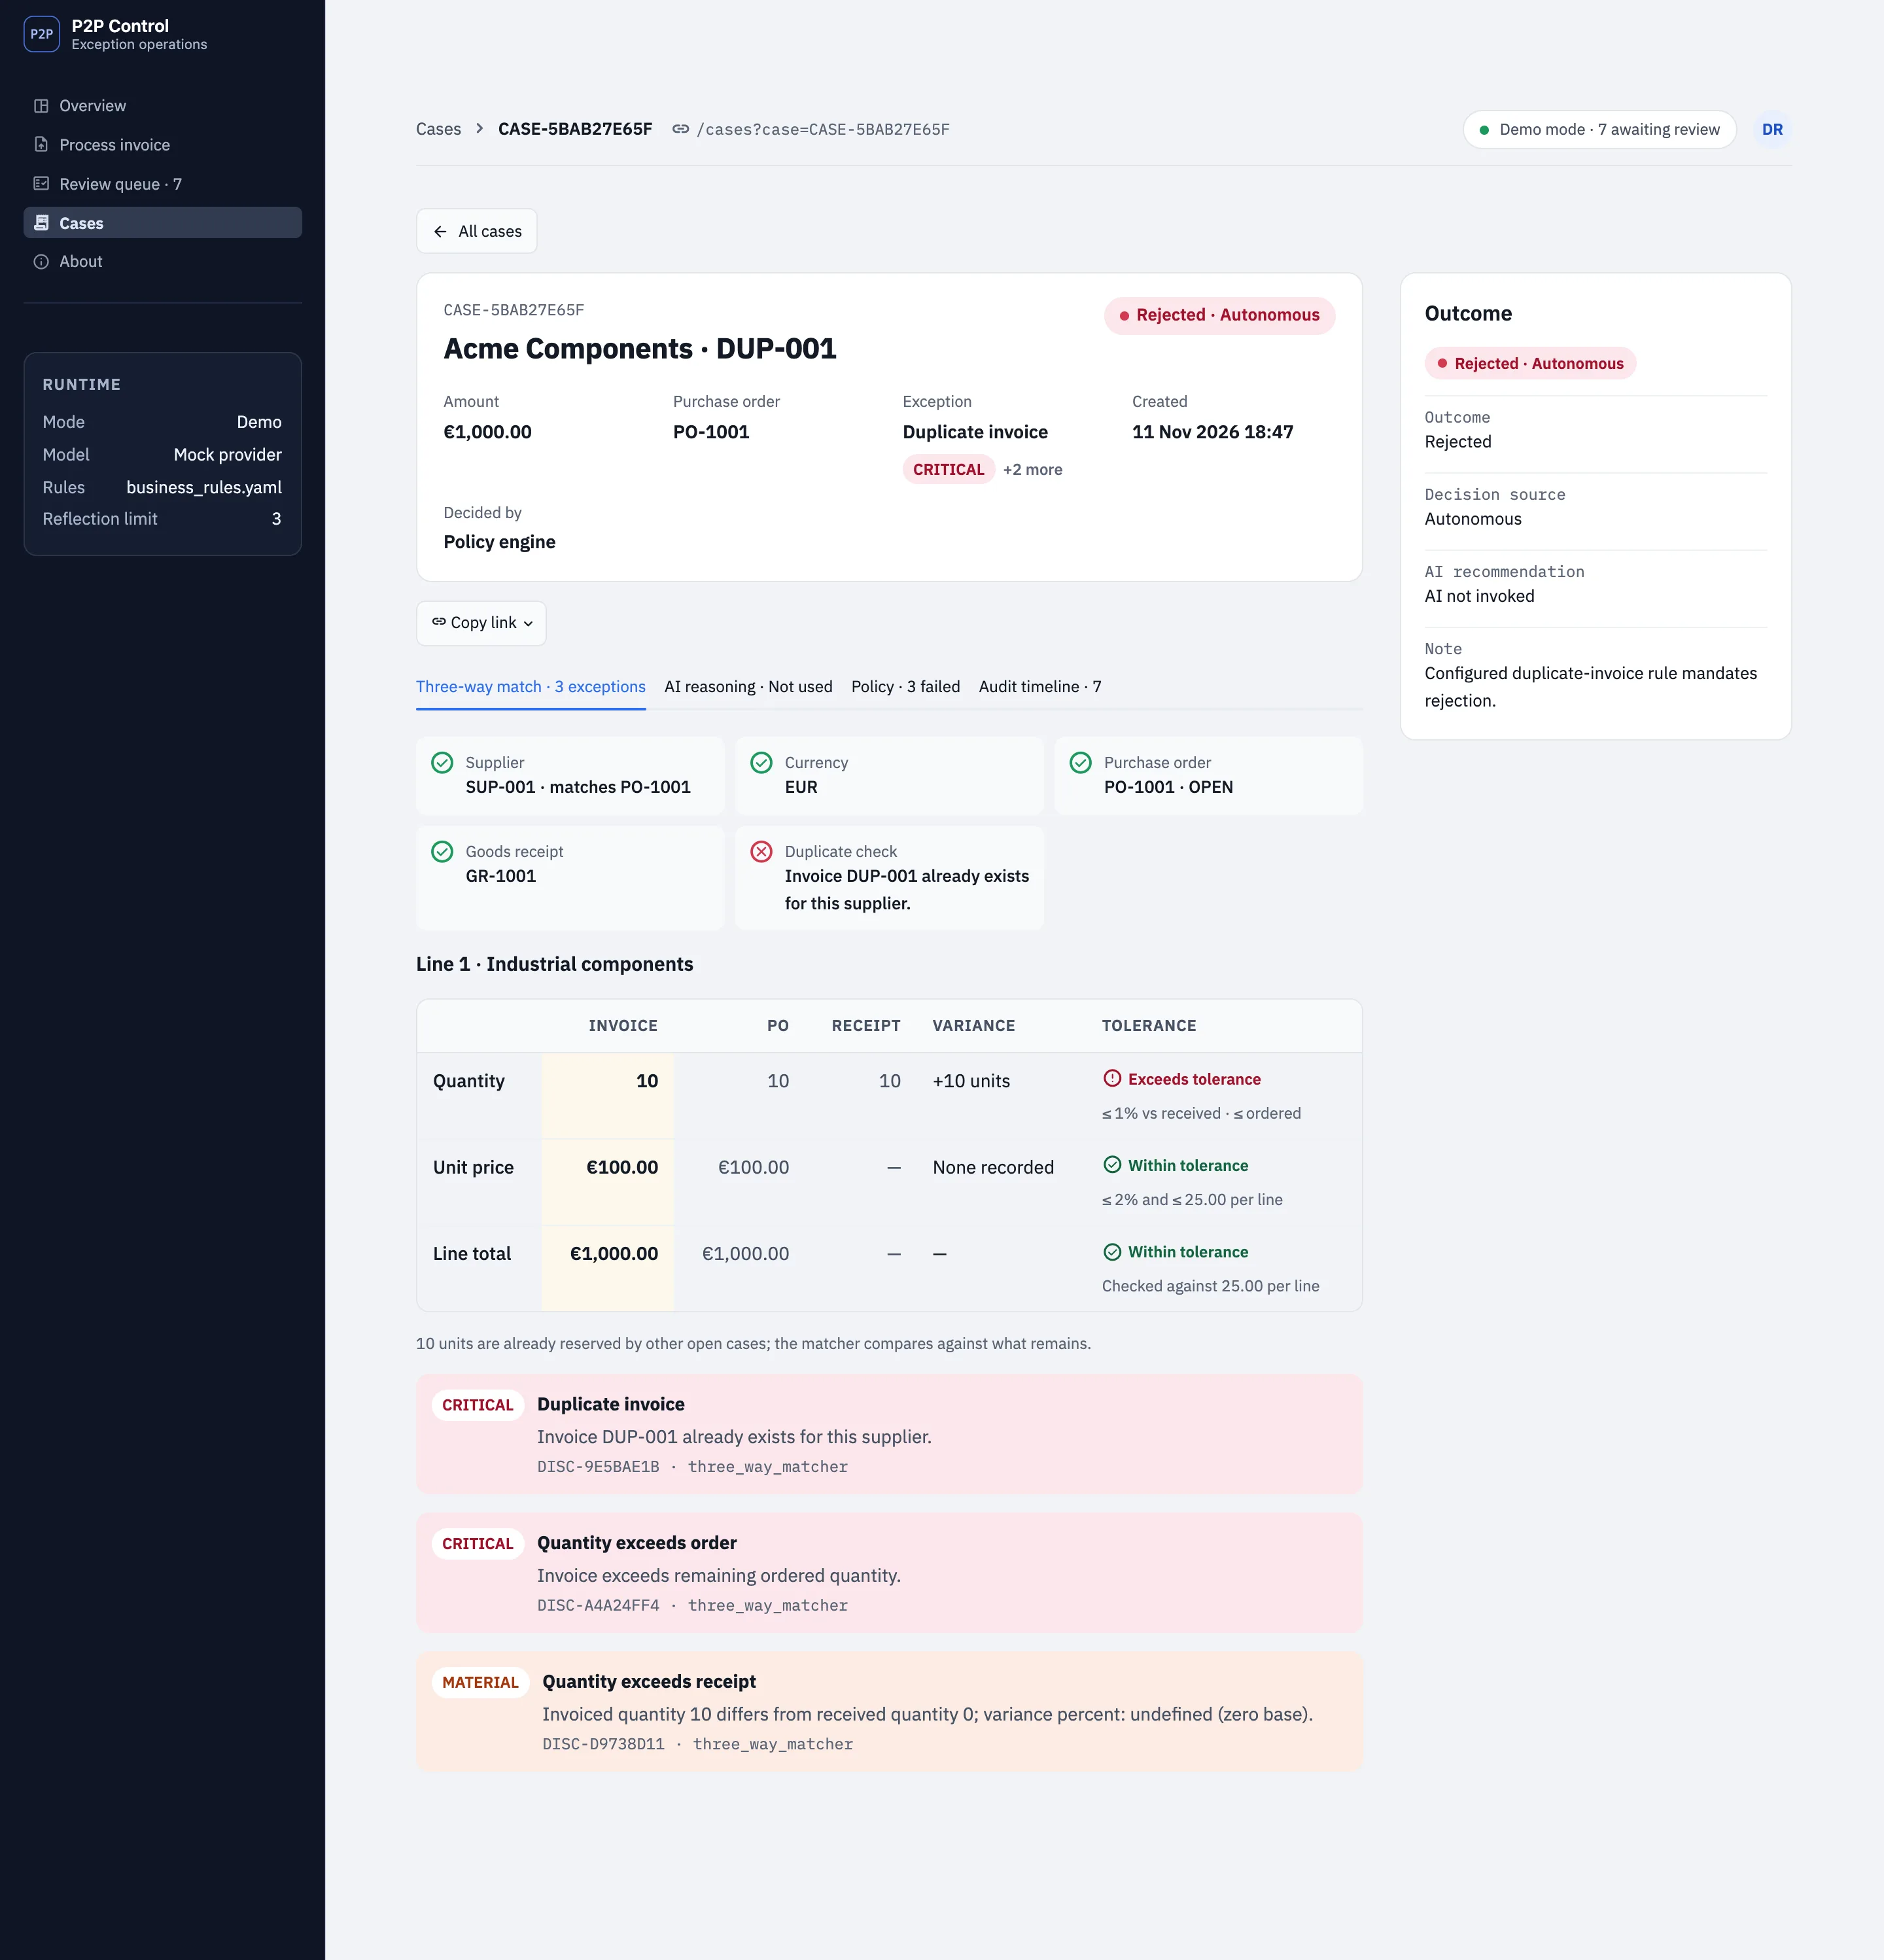 P2P
P2P Control
Exception operations
Overview
Process invoice
Review queue · 7
Cases
About
RUNTIME
Mode Demo
Model Mock provider
Rules business_rules.yaml
Reflection limit 3
Cases > CASE-5BAB27E65F /cases?case=CASE-5BAB27E65F
Demo mode · 7 awaiting review DR
← All cases
CASE-5BAB27E65F
Rejected · Autonomous
Acme Components · DUP-001
Amount Purchase order Exception Created
€1,000.00 PO-1001 Duplicate invoice 11 Nov 2026 18:47
CRITICAL +2 more
Decided by
Policy engine
Copy link
Outcome
Rejected · Autonomous
Outcome
Rejected
Decision source
Autonomous
AI recommendation
AI not invoked
Note
Configured duplicate-invoice rule mandates
rejection.
Three-way match · 3 exceptions AI reasoning · Not used Policy · 3 failed Audit timeline · 7
Supplier
SUP-001 · matches PO-1001
Currency
EUR
Purchase order
PO-1001 · OPEN
Goods receipt
GR-1001
Duplicate check
Invoice DUP-001 already exists
for this supplier.
Line 1 · Industrial components
INVOICE PO RECEIPT VARIANCE TOLERANCE
Quantity 10 10 10 +10 units Exceeds tolerance
≤ 1% vs received · ≤ ordered
Unit price €100.00 €100.00 — None recorded Within tolerance
≤ 2% and ≤ 25.00 per line
Line total €1,000.00 €1,000.00 — — Within tolerance
Checked against 25.00 per line
10 units are already reserved by other open cases; the matcher compares against what remains.
CRITICAL Duplicate invoice
Invoice DUP-001 already exists for this supplier.
DISC-9E5BAE1B · three_way_matcher
CRITICAL Quantity exceeds order
Invoice exceeds remaining ordered quantity.
DISC-A4A24FF4 · three_way_matcher
MATERIAL Quantity exceeds receipt
Invoiced quantity 10 differs from received quantity 0; variance percent: undefined (zero base).
DISC-D9738D11 · three_way_matcher